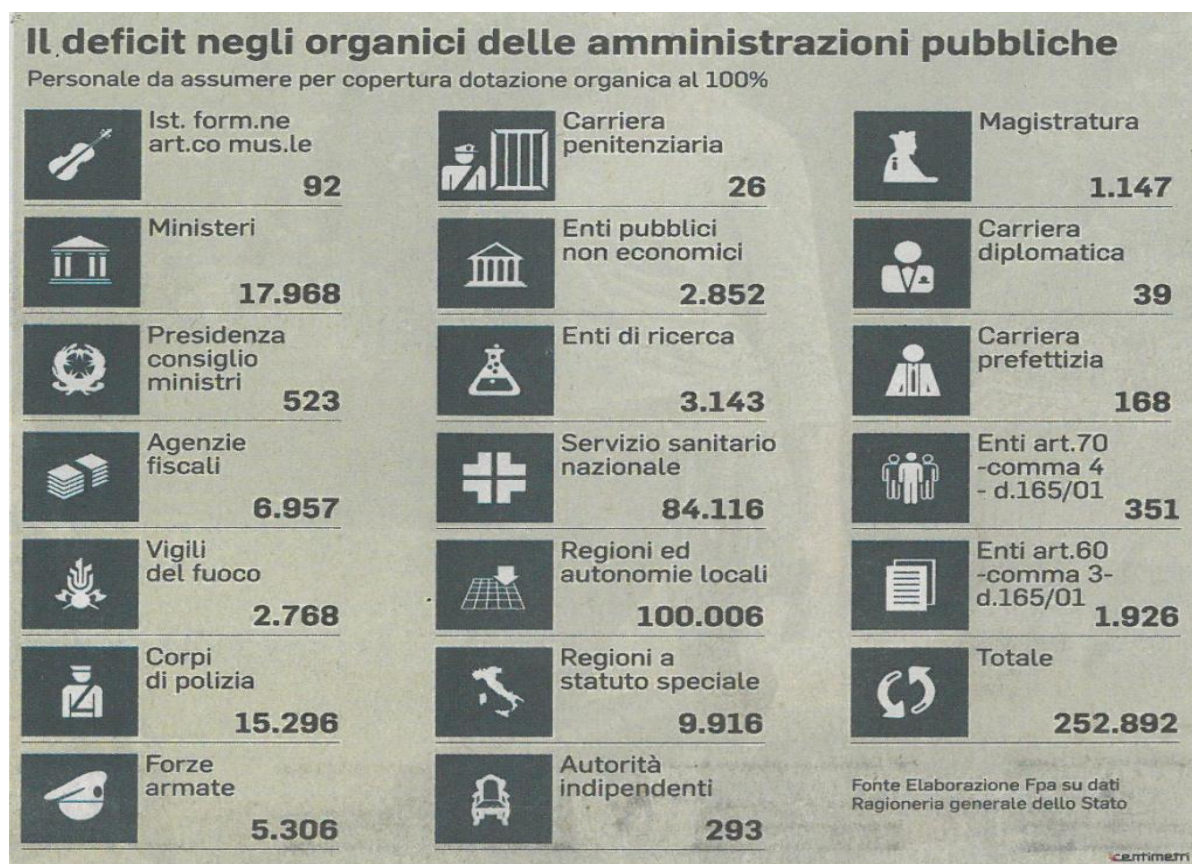 Il deficit negli organici delle amministrazioni pubbliche
Personale da assumere per copertura dotazione organica al 100%
Ist. form.ne
art.co mus.le
92
Ministeri
17.968
Presidenza
consiglio
ministri
523
Agenzie
fiscali
6.957
Vigili
del fuoco
2.768
Corpi
di polizia
15.296
Forze
armate
5.306
Carriera
penitenziaria
26
Enti pubblici
non economici
2.852
Enti di ricerca
3.143
Servizio sanitario
nazionale
84.116
Regioni ed
autonomie locali
100.006
Regioni a
statuto speciale
9.916
Autorità
indipendenti
293
Magistratura
1.147
Carriera
diplomatica
39
Carriera
prefettizia
168
Enti art.70
-comma 4
- d.165/01
351
Enti art.60
-comma 3-
d.165/01
1.926
Totale
252.892
Fonte Elaborazione Fpa su dati
Ragioneria generale dello Stato
centimetri